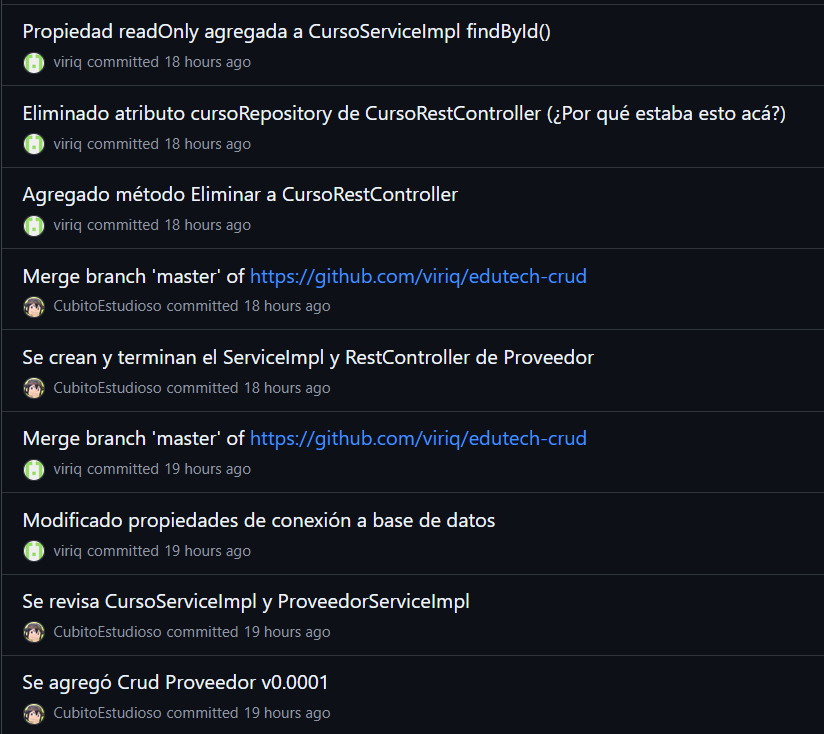 Propiedad readOnly agregada a CursoServiceImpl findById()
viriq committed 18 hours ago
Eliminado atributo cursoRepository de CursoRestController (¿Por qué estaba esto acá?)
viriq committed 18 hours ago
Agregado método Eliminar a CursoRestController
viriq committed 18 hours ago
Merge branch 'master' of https://github.com/viriq/edutech-crud
CubitoEstudioso committed 18 hours ago
Se crean y terminan el ServiceImpl y RestController de Proveedor
CubitoEstudioso committed 18 hours ago
Merge branch 'master' of https://github.com/viriq/edutech-crud
viriq committed 19 hours ago
Modificado propiedades de conexión a base de datos
viriq committed 19 hours ago
Se revisa CursoServiceImpl y ProveedorServiceImpl
CubitoEstudioso committed 19 hours ago
Se agregó Crud Proveedor v0.0001
CubitoEstudioso committed 19 hours ago